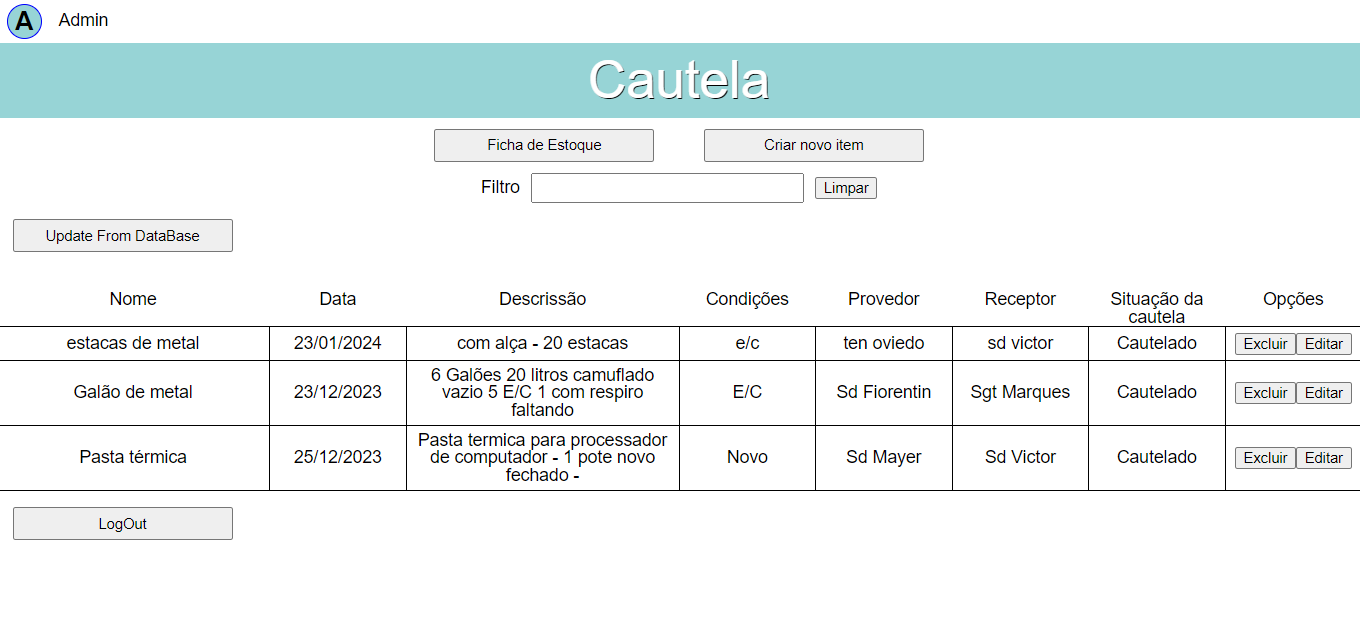 A Admin
Cautela
Ficha de Estoque Criar novo item
Filtro Limpar
Update From DataBase
Nome Data Descrissão Condições Provedor Receptor Situação da cautela Opções
estacas de metal 23/01/2024 com alça - 20 estacas e/c ten oviedo sd victor Cautelado Excluir Editar
Galão de metal 23/12/2023 6 Galões 20 litros camuflado vazio 5 E/C 1 com respiro faltando E/C Sd Fiorentin Sgt Marques Cautelado Excluir Editar
Pasta térmica 25/12/2023 Pasta termica para processador de computador - 1 pote novo fechado - Novo Sd Mayer Sd Victor Cautelado Excluir Editar
LogOut